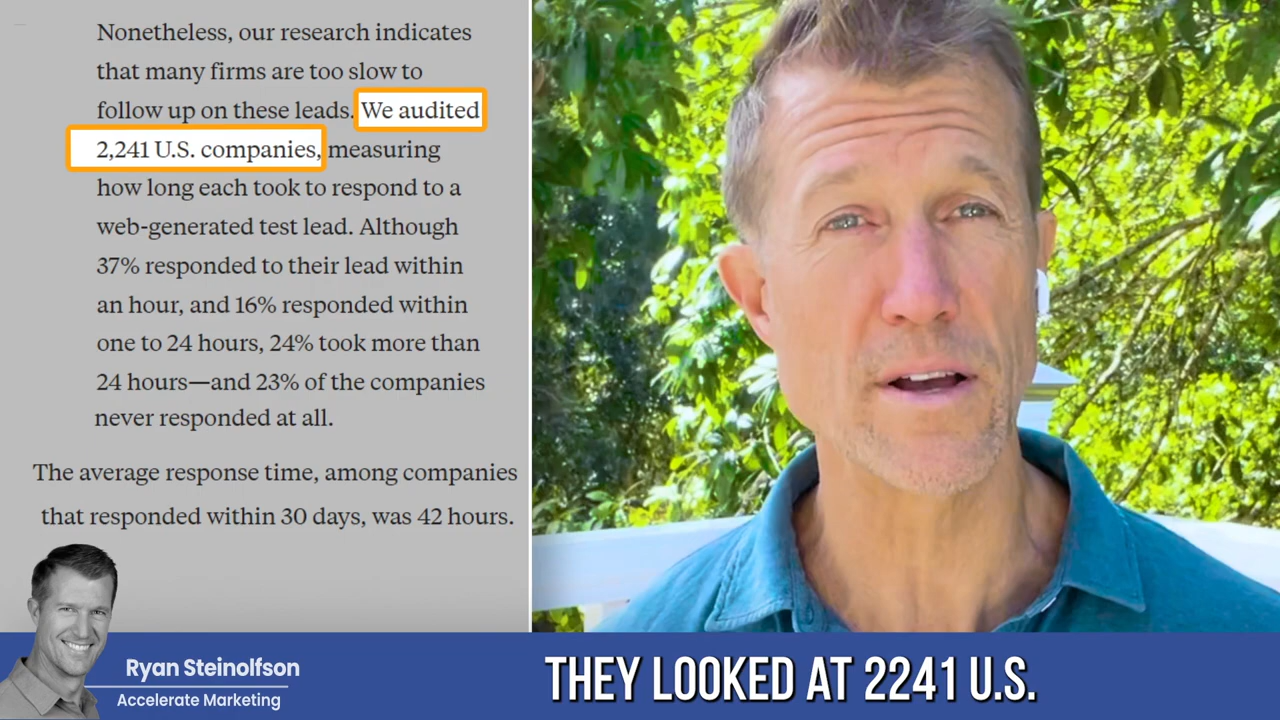 Nonetheless, our research indicates
that many firms are too slow to
follow up on these leads. We audited
2,241 U.S. companies, measuring
how long each took to respond to a
web-generated test lead. Although
37% responded to their lead within
an hour, and 16% responded within
one to 24 hours, 24% took more than
24 hours—and 23% of the companies
never responded at all.
The average response time, among companies
that responded within 30 days, was 42 hours.
Ryan Steinolfson
Accelerate Marketing
THEY LOOKED AT 2241 U.S.